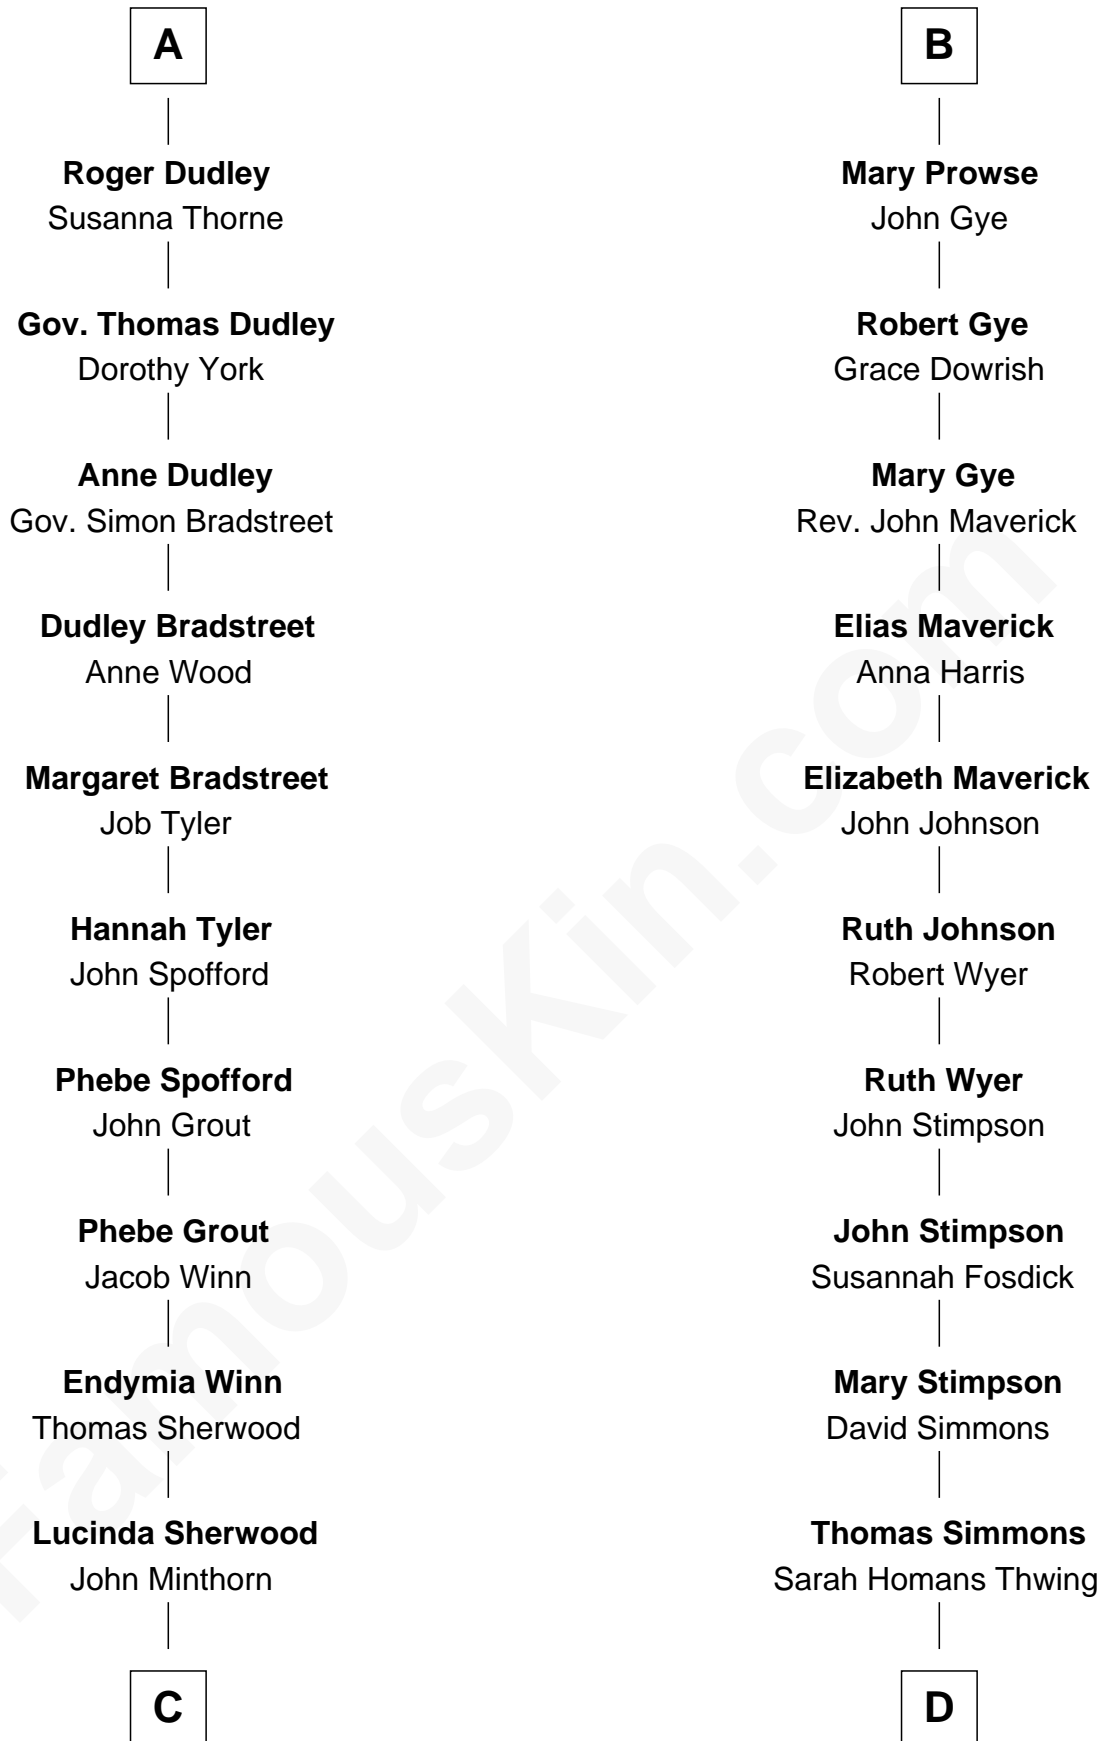 A
Roger Dudley
Susanna Thorne
Gov. Thomas Dudley
Dorothy York
Anne Dudley
Gov. Simon Bradstreet
Dudley Bradstreet
Anne Wood
Margaret Bradstreet
Job Tyler
Hannah Tyler
John Spofford
Phebe Spofford
John Grout
Phebe Grout
Jacob Winn
Endymia Winn
Thomas Sherwood
Lucinda Sherwood
John Minthorn
C
B
Mary Prowse
John Gye
Robert Gye
Grace Dowrish
Mary Gye
Rev. John Maverick
Elias Maverick
Anna Harris
Elizabeth Maverick
John Johnson
Ruth Johnson
Robert Wyer
Ruth Wyer
John Stimpson
John Stimpson
Susannah Fosdick
Mary Stimpson
David Simmons
Thomas Simmons
Sarah Homans Thwing
D
FamousKin.com